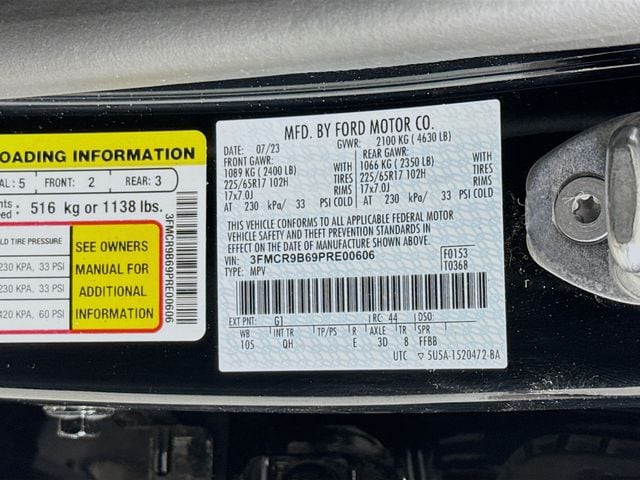 OADING INFORMATION
AL: 5 FRONT: 2 REAR: 3
516 kg or 1138 lbs.
LD TIRE PRESSURE
230 KPA, 33 PSI
230 KPA, 33 PSI
420 KPA, 60 PSI
SEE OWNERS
MANUAL FOR
ADDITIONAL
INFORMATION
3FMCR9B69PRE00606
MFD. BY FORD MOTOR CO.
DATE: 07/23 GVWR: 2100 KG ( 4630 LB)
FRONT GAWR: REAR GAWR:
1089 KG ( 2400 LB) 1066 KG ( 2350 LB)
225/65R17 102H TIRES 225/65R17 102H
17x7.0J RIMS 17x7.0J
AT 230 kPa/ 33 PSI COLD AT 230 kPa/ 33 PSI COLD
THIS VEHICLE CONFORMS TO ALL APPLICABLE FEDERAL MOTOR
VEHICLE SAFETY AND THEFT PREVENTION STANDARDS IN
EFFECT ON THE DATE OF MANUFACTURE SHOWN ABOVE.
VIN: 3FMCR9B69PRE00606 F0153
TYPE: MPV T0368
EXT PNT: G1 RC: 44 DSO:
WB INT TR TP/PS R AXLE TR SPR
105 QH E 3D 8 FFBB
UTC ▽5U5A-1520472-BA